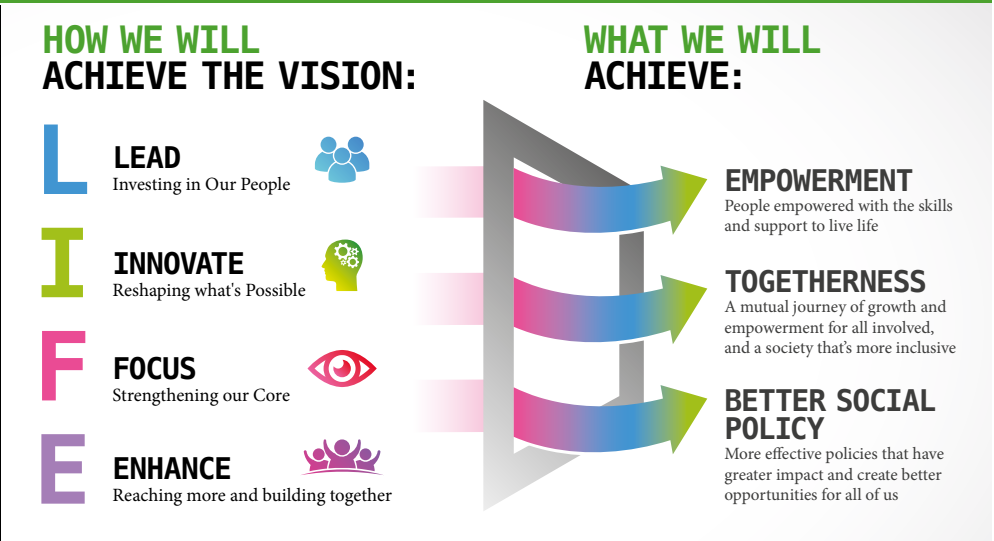 HOW WE WILL
ACHIEVE THE VISION:
L
LEAD
Investing in Our People
I
INNOVATE
Reshaping what's Possible
F
FOCUS
Strengthening our Core
E
ENHANCE
Reaching more and building together
WHAT WE WILL
ACHIEVE:
EMPOWERMENT
People empowered with the skills
and support to live life
TOGETHERNESS
A mutual journey of growth and
empowerment for all involved,
and a society that's more inclusive
BETTER SOCIAL
POLICY
More effective policies that have
greater impact and create better
opportunities for all of us